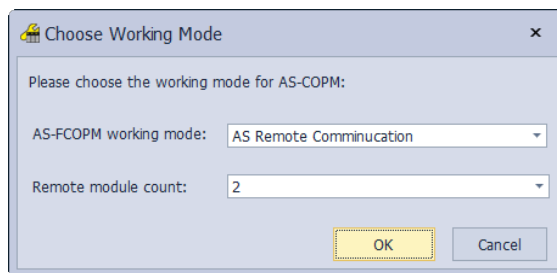 Choose Working Mode
Please choose the working mode for AS-COPM:
AS-FCOPM working mode: AS Remote Comminucation
Remote module count: 2
OK Cancel